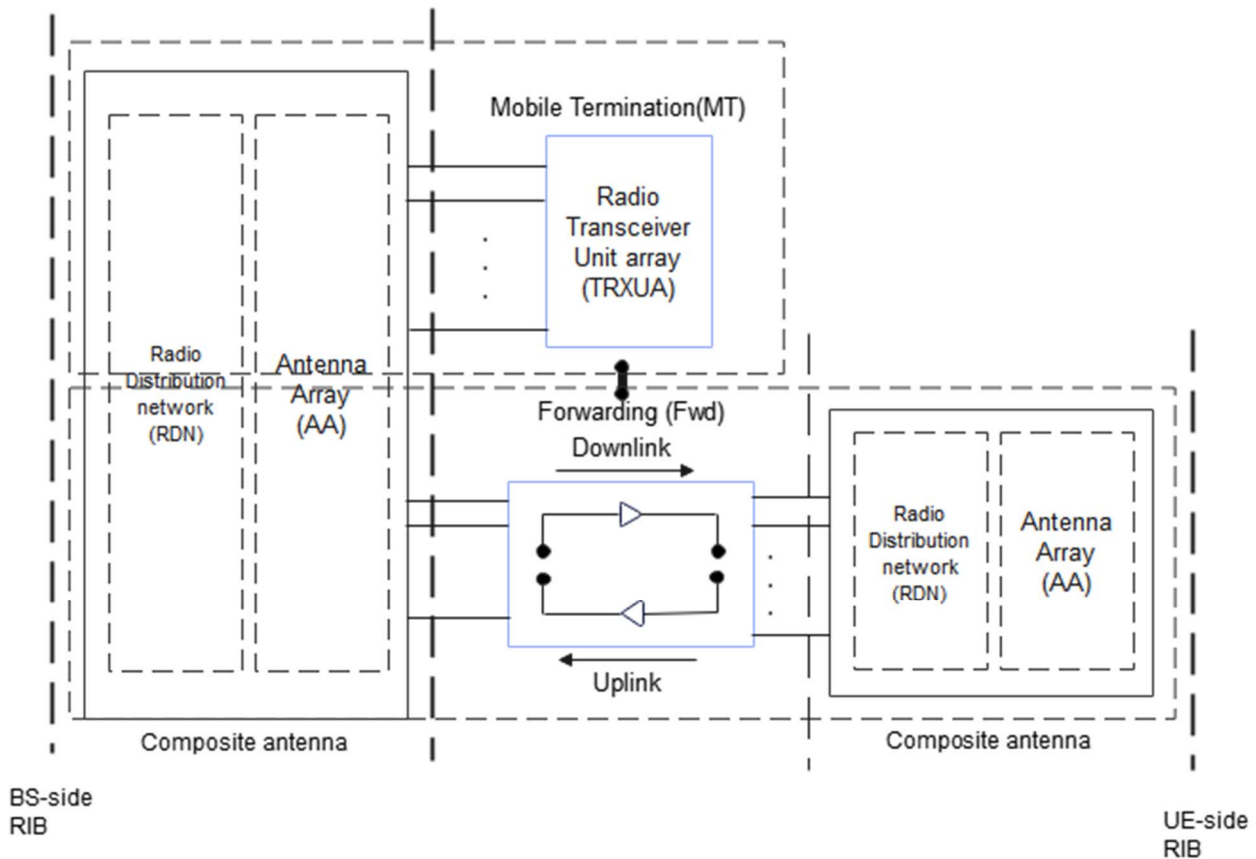 Mobile Termination(MT)
Radio
Transceiver
Unit array
(TRXUA)
Radio
Distribution
network
(RDN)
Antenna
Array
(AA)
Forwarding (Fwd)
Downlink
Uplink
Radio
Distribution
network
(RDN)
Antenna
Array
(AA)
Composite antenna
Composite antenna
BS-side
RIB
UE-side
RIB